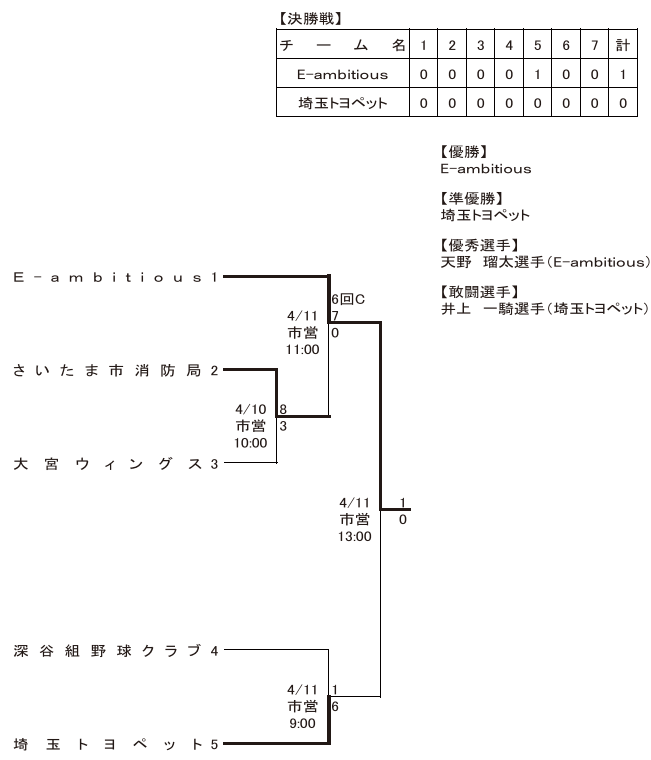 【決勝戦】
チーム名 1 2 3 4 5 6 7 計
E-ambitious 0 0 0 0 1 0 0 1
埼玉トヨペット 0 0 0 0 0 0 0 0
【優勝】
E-ambitious
【準優勝】
埼玉トヨペット
【優秀選手】
天野 瑠太選手(E-ambitious)
【敢闘選手】
井上 一騎選手(埼玉トヨペット)
E-ambitious 1
6回C
4/11 7
市営 0
11:00
さいたま市消防局 2
4/10 8
市営 3
10:00
大宮ウィングス 3
4/11 1
市営 0
13:00
深谷組野球クラブ 4
4/11 1
市営 6
9:00
埼玉トヨペット 5